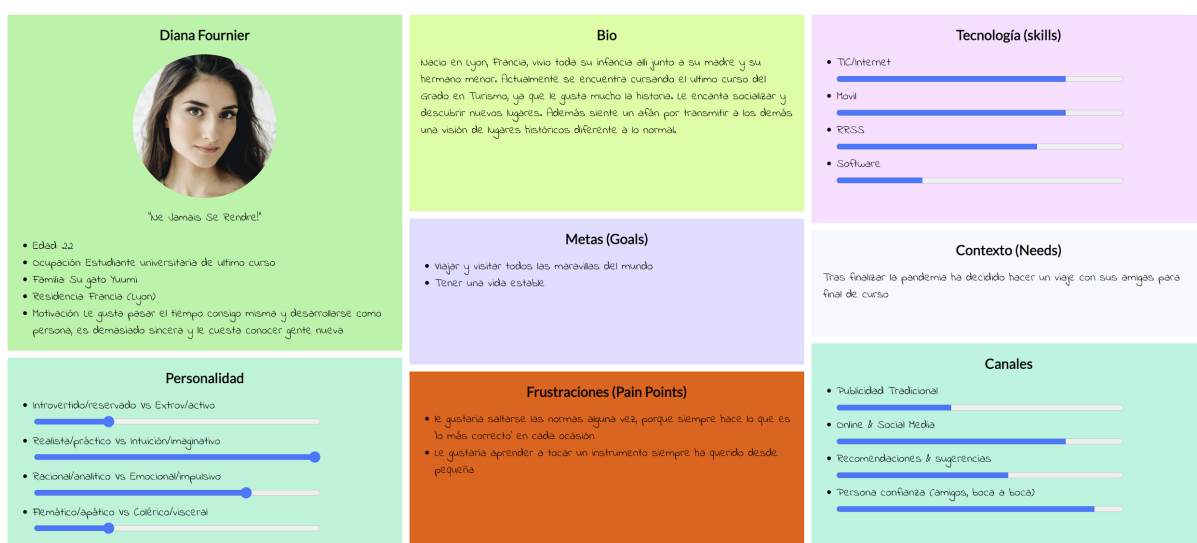 Diana Fournier
"Ne Jamais Se Rendre!"
Edad: 22
Ocupación: Estudiante universitaria de ultimo curso
Familia: Su gato Yuumi
Residencia: Francia (Lyon)
Motivación: Le gusta pasar el tiempo consigo misma y desarrollarse como
persona, es demasiado sincera y le cuesta conocer gente nueva
Personalidad
Introvertido/reservado Vs Extrov/activo
Realista/práctico Vs Intuición/imaginativo
Racional/analítico Vs Emocional/impulsivo
Flemático/apático Vs Colérico/visceral
Bio
Nacio en Lyon, Francia, vivio toda su infancia alli junto a su madre y su
hermano menor. Actualmente se encuentra cursando el ultimo curso del
Grado en Turismo, ya que le gusta mucho la historia. Le encanta socializar y
descubrir nuevos lugares. Además siente un afán por transmitir a los demás
una visión de lugares históricos diferente a lo normal.
Metas (Goals)
Viajar y visitar todos las maravillas del mundo
Tener una vida estable
Frustraciones (Pain Points)
le gustaria saltarse las normas alguna vez, porque siempre hace lo que es
'lo más correcto' en cada ocasión
Le gustaría aprender a tocar un instrumento siempre ha querido desde
pequeña
Tecnología (skills)
TIC/Internet
Movil
RRSS
Software
Contexto (Needs)
Tras finalizar la pandemia ha decidido hacer un viaje con sus amigas para
final de curso
Canales
Publicidad Tradicional
Online & Social Media
Recomendaciones & sugerencias
Persona confianza (amigos, boca a boca)